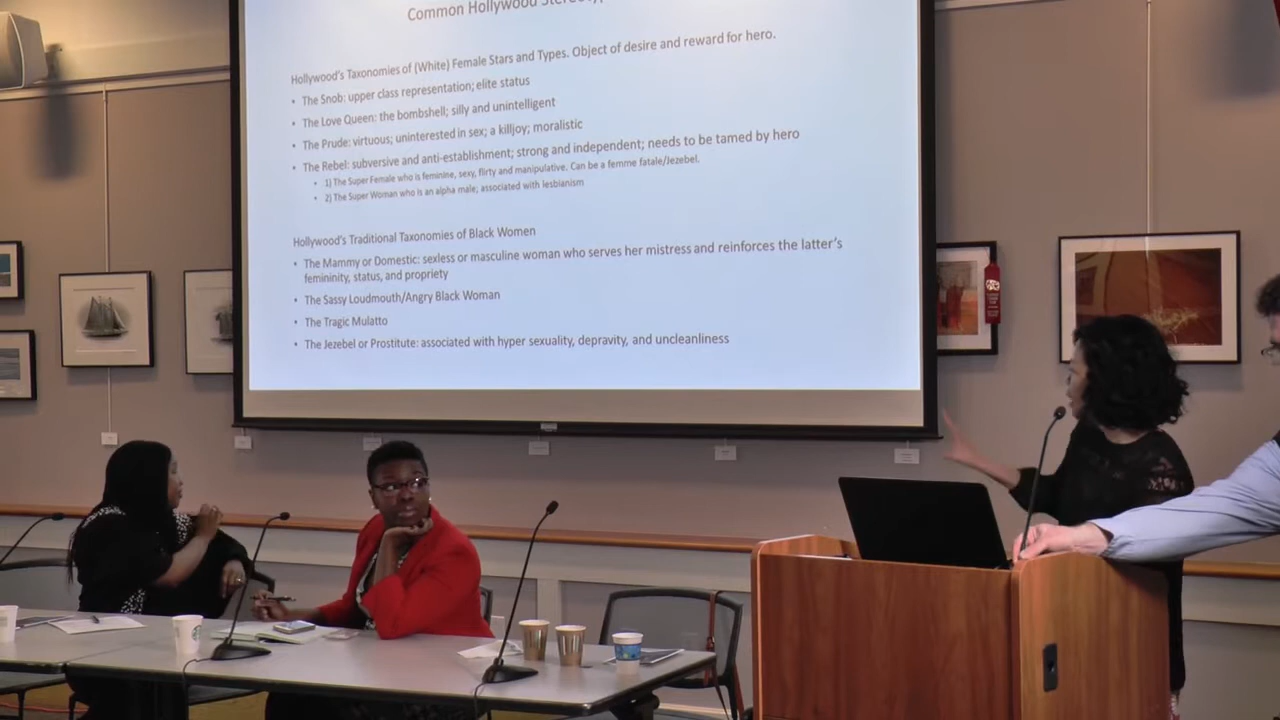 Common Hollywood
Hollywood's Taxonomies of (White) Female Stars and Types. Object of desire and reward for hero.
• The Snob: upper class representation; elite status
• The Love Queen: the bombshell; silly and unintelligent
• The Prude: virtuous; uninterested in sex; a killjoy; moralistic
• The Rebel: subversive and anti-establishment; strong and independent; needs to be tamed by hero
• 1) The Super Female who is feminine, sexy, flirty and manipulative. Can be a femme fatale/Jezebel.
• 2) The Super Woman who is an alpha male; associated with lesbianism
Hollywood's Traditional Taxonomies of Black Women
• The Mammy or Domestic: sexless or masculine woman who serves her mistress and reinforces the latter's
femininity, status, and propriety
• The Sassy Loudmouth/Angry Black Woman
• The Tragic Mulatto
• The Jezebel or Prostitute: associated with hyper sexuality, depravity, and uncleanliness